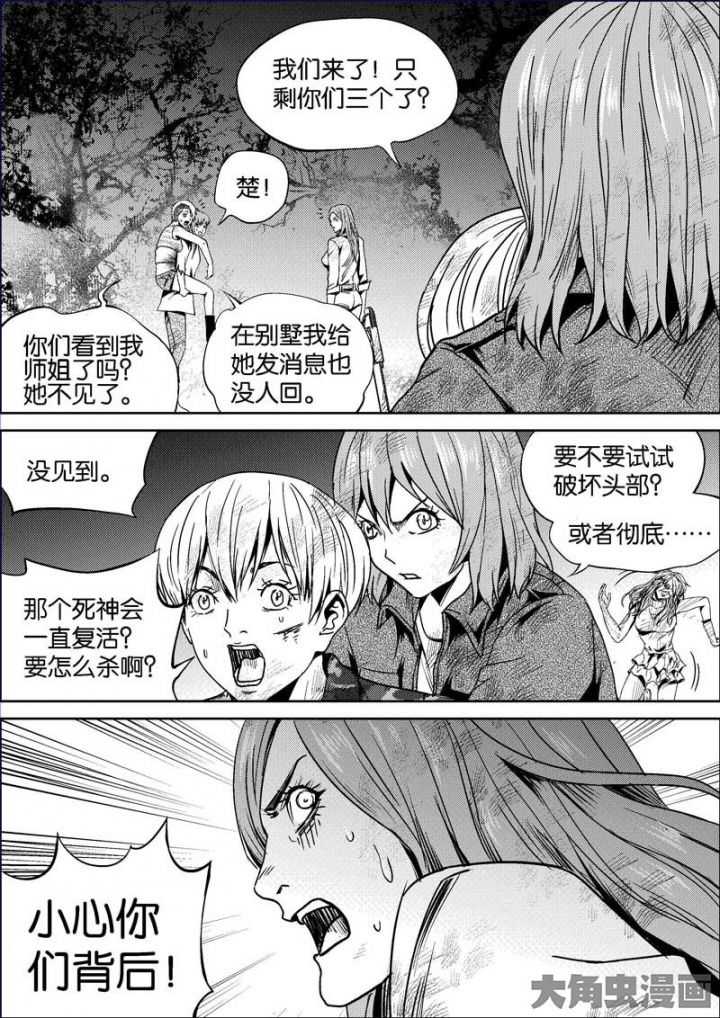 我们来了！只
剩你们三个了？
楚！
你们看到我
师姐了吗？
她不见了。
在别墅我给
她发消息也
没人回。
没见到。
那个死神会
一直复活？
要怎么杀啊？
要不要试试
破坏头部？
或者彻底……
小心你
们背后！
大角虫漫画